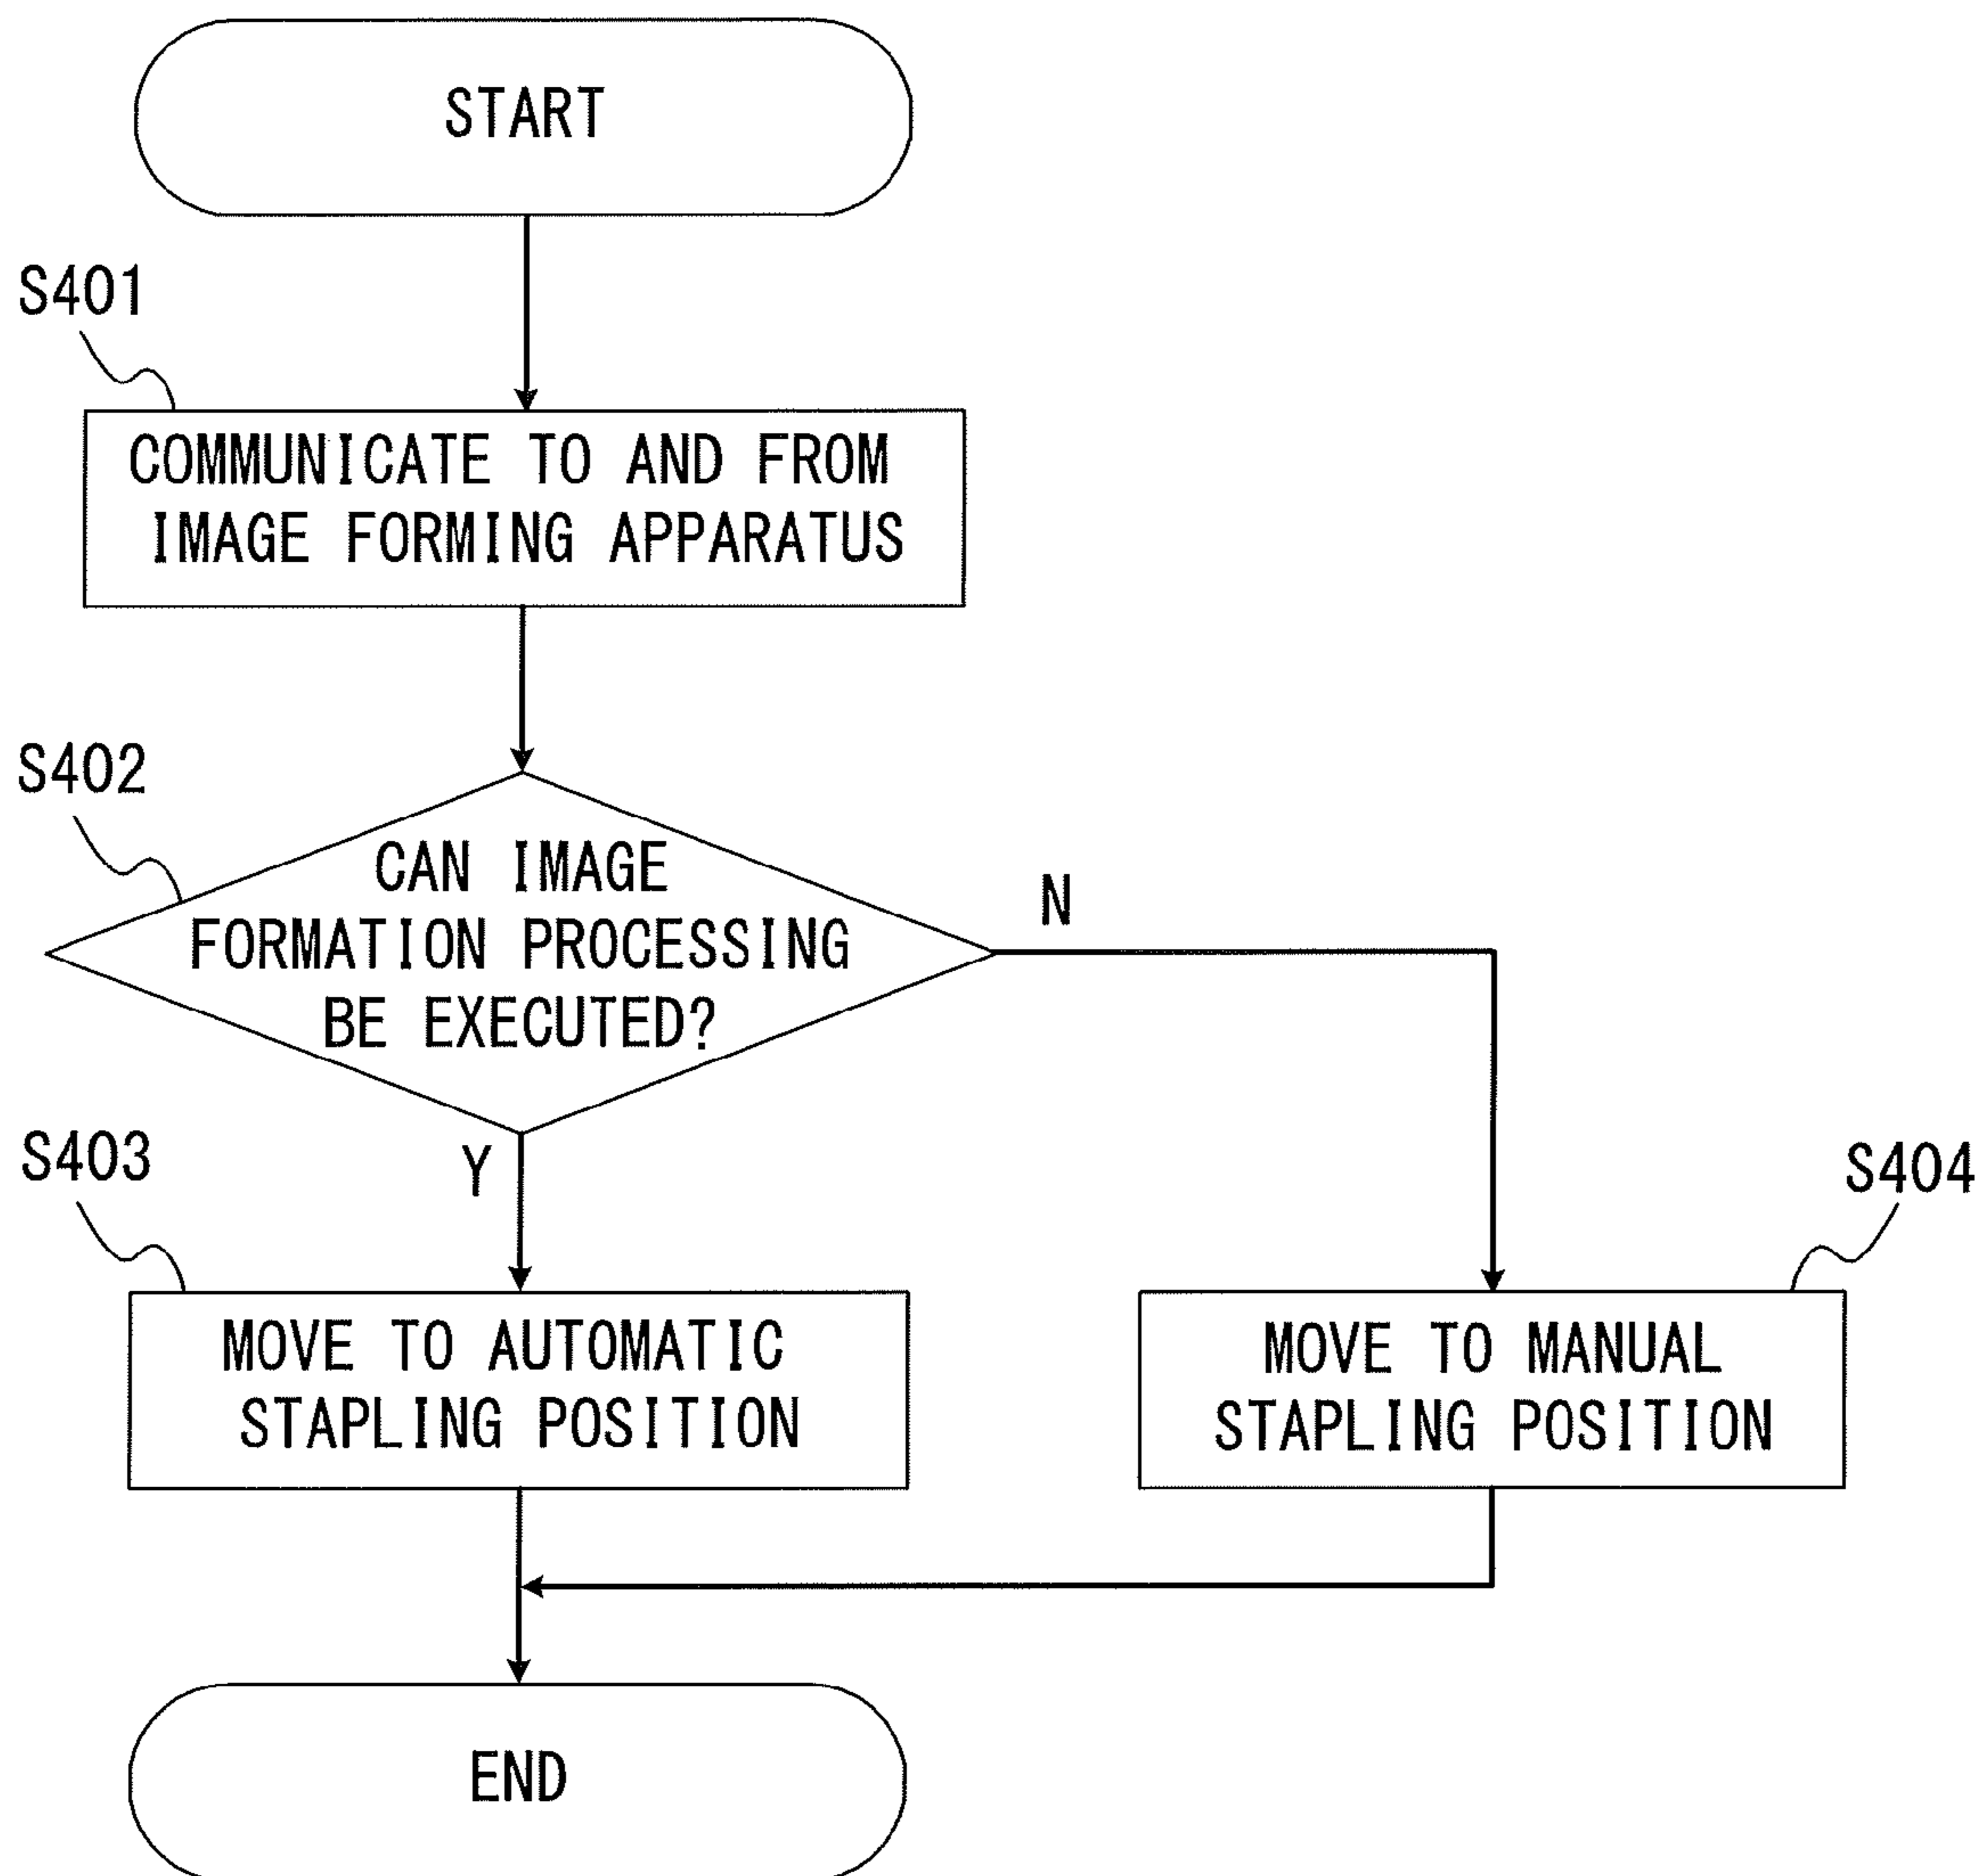 START
S401
COMMUNICATE TO AND FROM
IMAGE FORMING APPARATUS
S402
CAN IMAGE
FORMATION PROCESSING
BE EXECUTED?
N
Y
S403
MOVE TO AUTOMATIC
STAPLING POSITION
S404
MOVE TO MANUAL
STAPLING POSITION
END